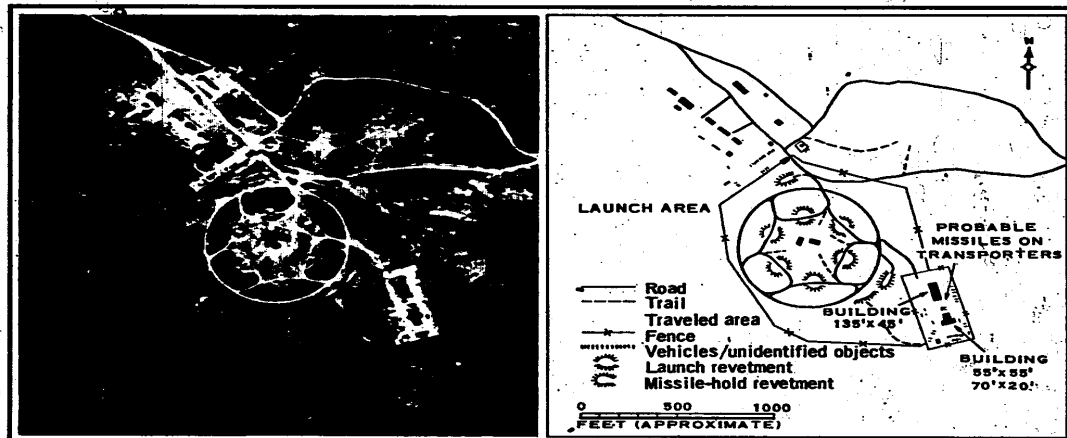 N
LAUNCH AREA
PROBABLE
MISSILES ON
TRANSPORTERS
Road
Trail
Traveled area
Fence
Vehicles/unidentified objects
Launch revetment
Missile-hold revetment
BUILDING
135'X45'
BUILDING
55'X55'
70'X20'
0 500 1000
FEET (APPROXIMATE)